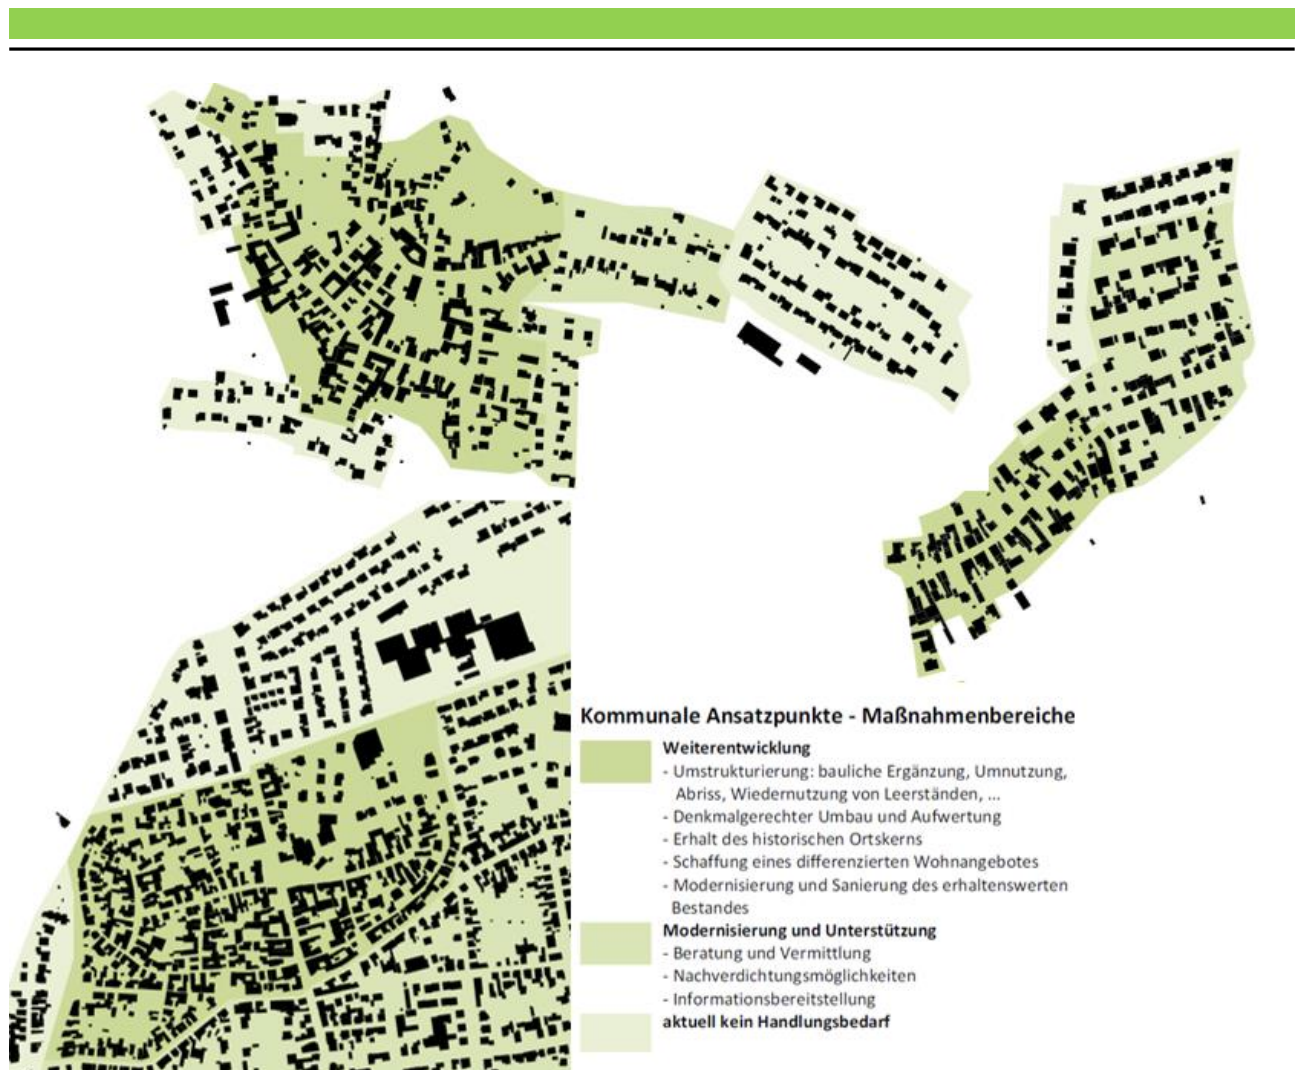 Kommunale Ansatzpunkte - Maßnahmenbereiche
Weiterentwicklung
- Umstrukturierung: bauliche Ergänzung, Umnutzung,
Abriss, Wiedernutzung von Leerständen, ...
- Denkmalgerechter Umbau und Aufwertung
- Erhalt des historischen Ortskerns
- Schaffung eines differenzierten Wohnangebotes
- Modernisierung und Sanierung des erhaltenswerten
Bestandes
Modernisierung und Unterstützung
- Beratung und Vermittlung
- Nachverdichtungsmöglichkeiten
- Informationsbereitstellung
aktuell kein Handlungsbedarf